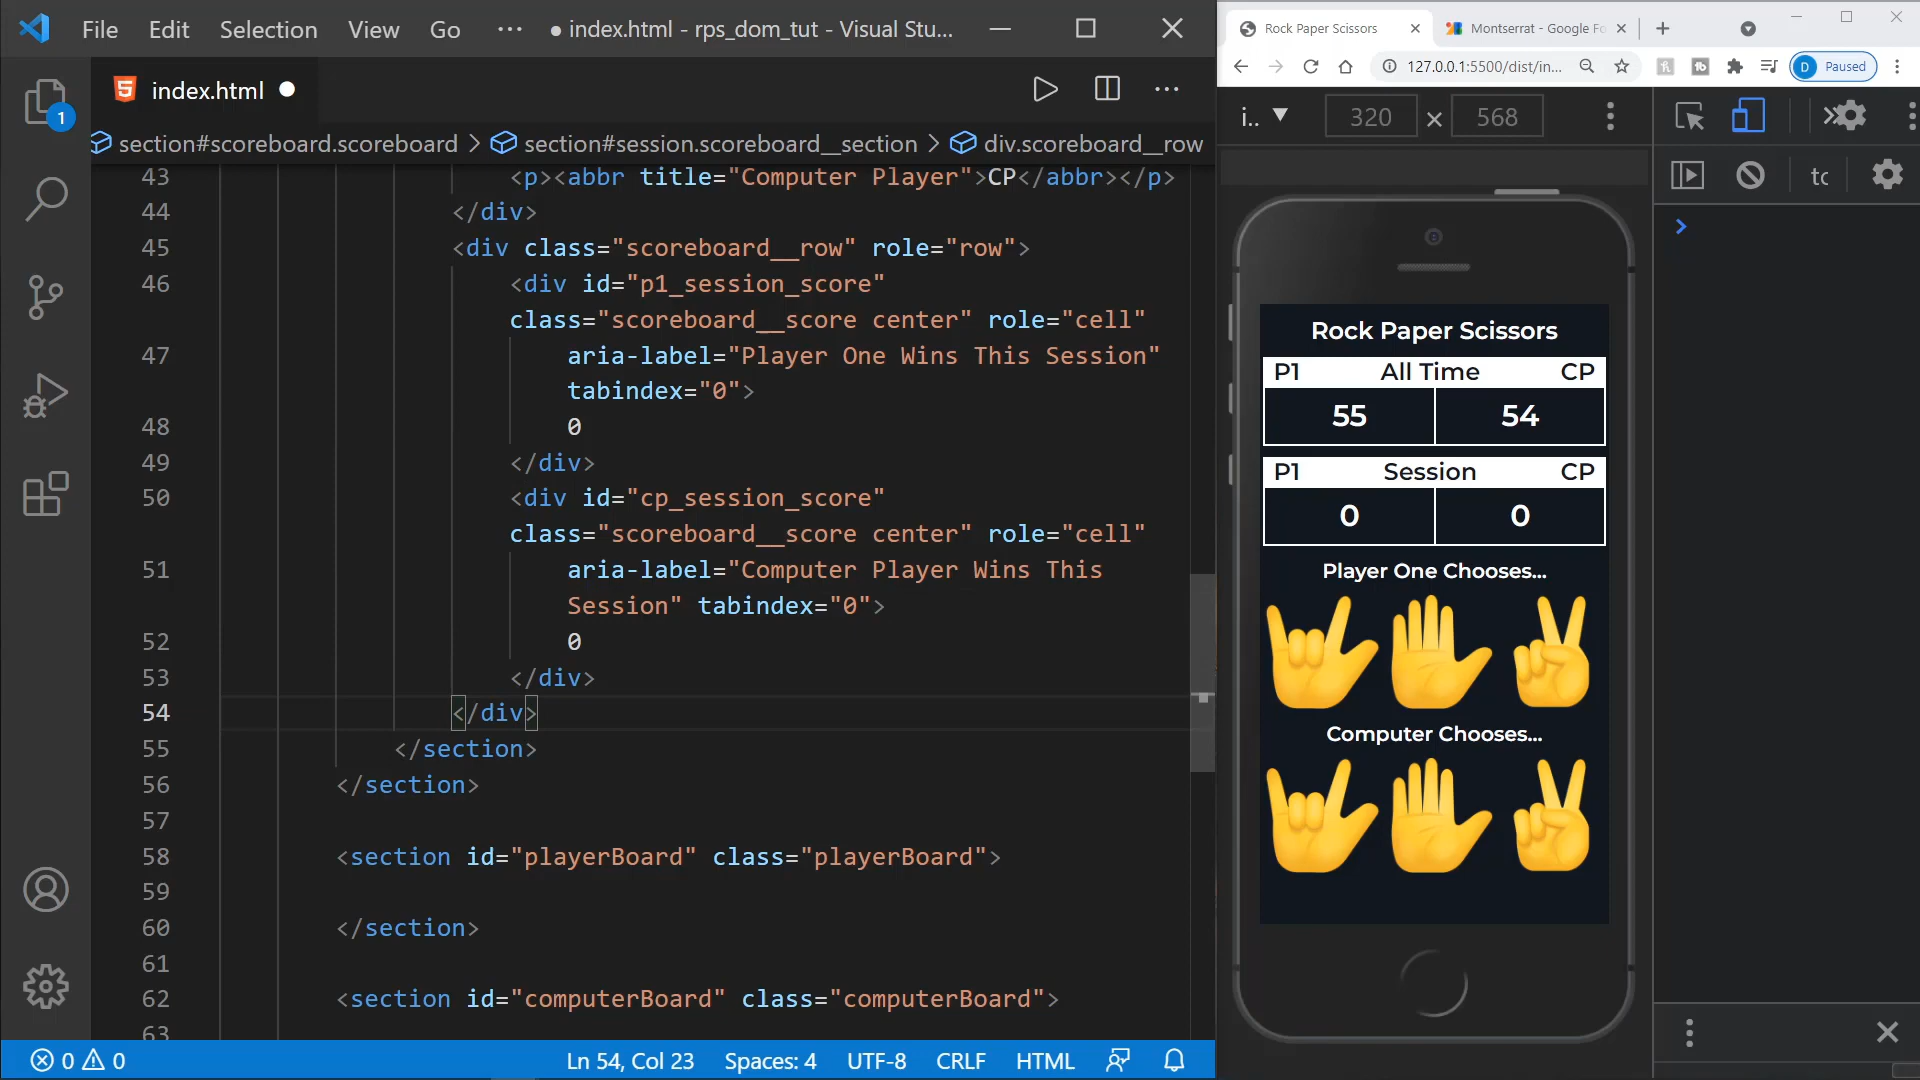 File Edit Selection View Go ··· ● index.html - rps_dom_tut - Visual Stu...
index.html ●
section#scoreboard.scoreboard > section#session.scoreboard__section > div.scoreboard__row
43 <p><abbr title="Computer Player">CP</abbr></p>
44 </div>
45 <div class="scoreboard__row" role="row">
46 <div id="p1_session_score"
class="scoreboard__score center" role="cell"
47 aria-label="Player One Wins This Session"
tabindex="0">
48 0
49 </div>
50 <div id="cp_session_score"
class="scoreboard__score center" role="cell"
51 aria-label="Computer Player Wins This
Session" tabindex="0">
52 0
53 </div>
54 </div>
55 </section>
56 </section>
57
58 <section id="playerBoard" class="playerBoard">
59
60 </section>
61
62 <section id="computerBoard" class="computerBoard">
63
1
0 0 Ln 54, Col 23 Spaces: 4 UTF-8 CRLF HTML
Rock Paper Scissors Montserrat - Google Fo
127.0.0.1:5500/dist/in... D Paused
i.. ▼ 320 × 568
to
Rock Paper Scissors
P1 All Time CP
55 54
P1 Session CP
0 0
Player One Chooses...
Computer Chooses...